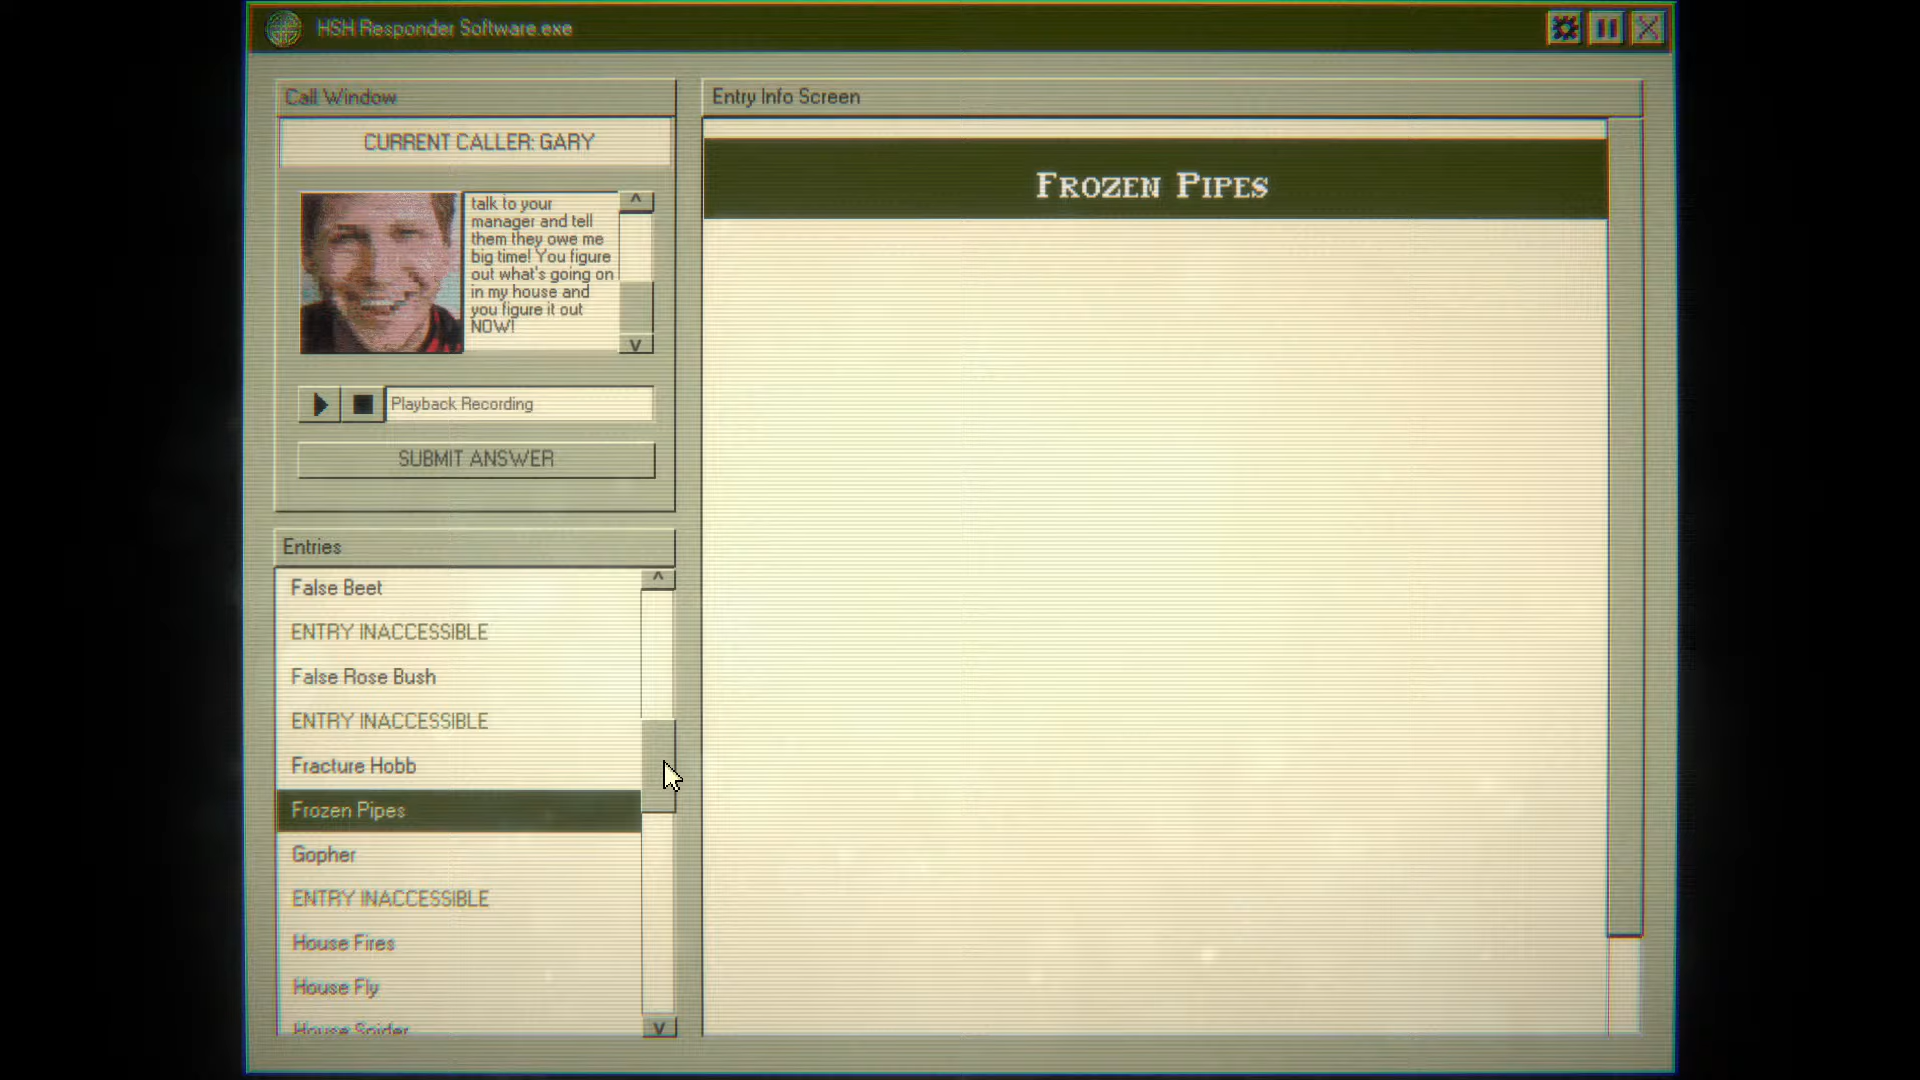 HSH Responder Software.exe
Call Window
CURRENT CALLER: GARY
talk to your
manager and tell
them they owe me
big time! You figure
out what's going on
in my house and
you figure it out
NOW!
Playback Recording
SUBMIT ANSWER
Entries
False Beet
ENTRY INACCESSIBLE
False Rose Bush
ENTRY INACCESSIBLE
Fracture Hobb
Frozen Pipes
Gopher
ENTRY INACCESSIBLE
House Fires
House Fly
House Spider
Entry Info Screen
Frozen Pipes